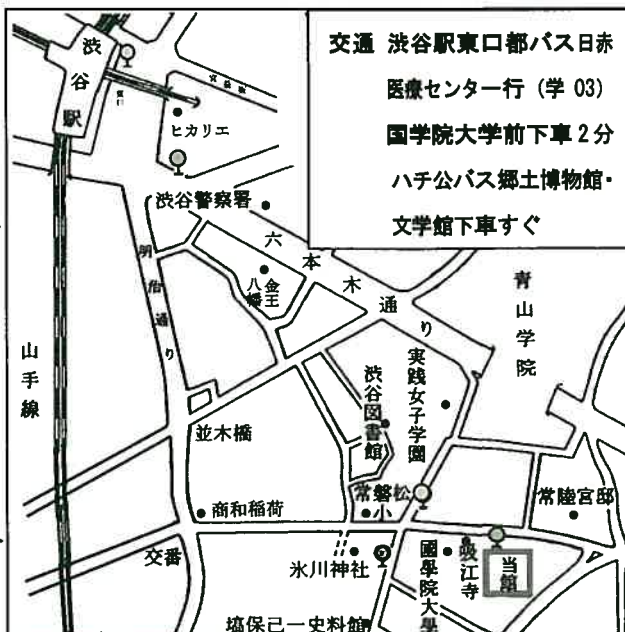 交通 渋谷駅東口都バス日赤
医療センター行（学 03）
国学院大学前下車２分
ハチ公バス郷土博物館・
文学館下車すぐ
渋谷駅
宮益坂
東口
ヒカリエ
渋谷警察署
六本木通り
金王八幡
明治通り
青山学院
山手線
渋谷図書館
実践女子学園
並木橋
常磐松小
常陸宮邸
商和稲荷
交番
氷川神社
國學院大學
吸江寺
当館
塙保己一史料館